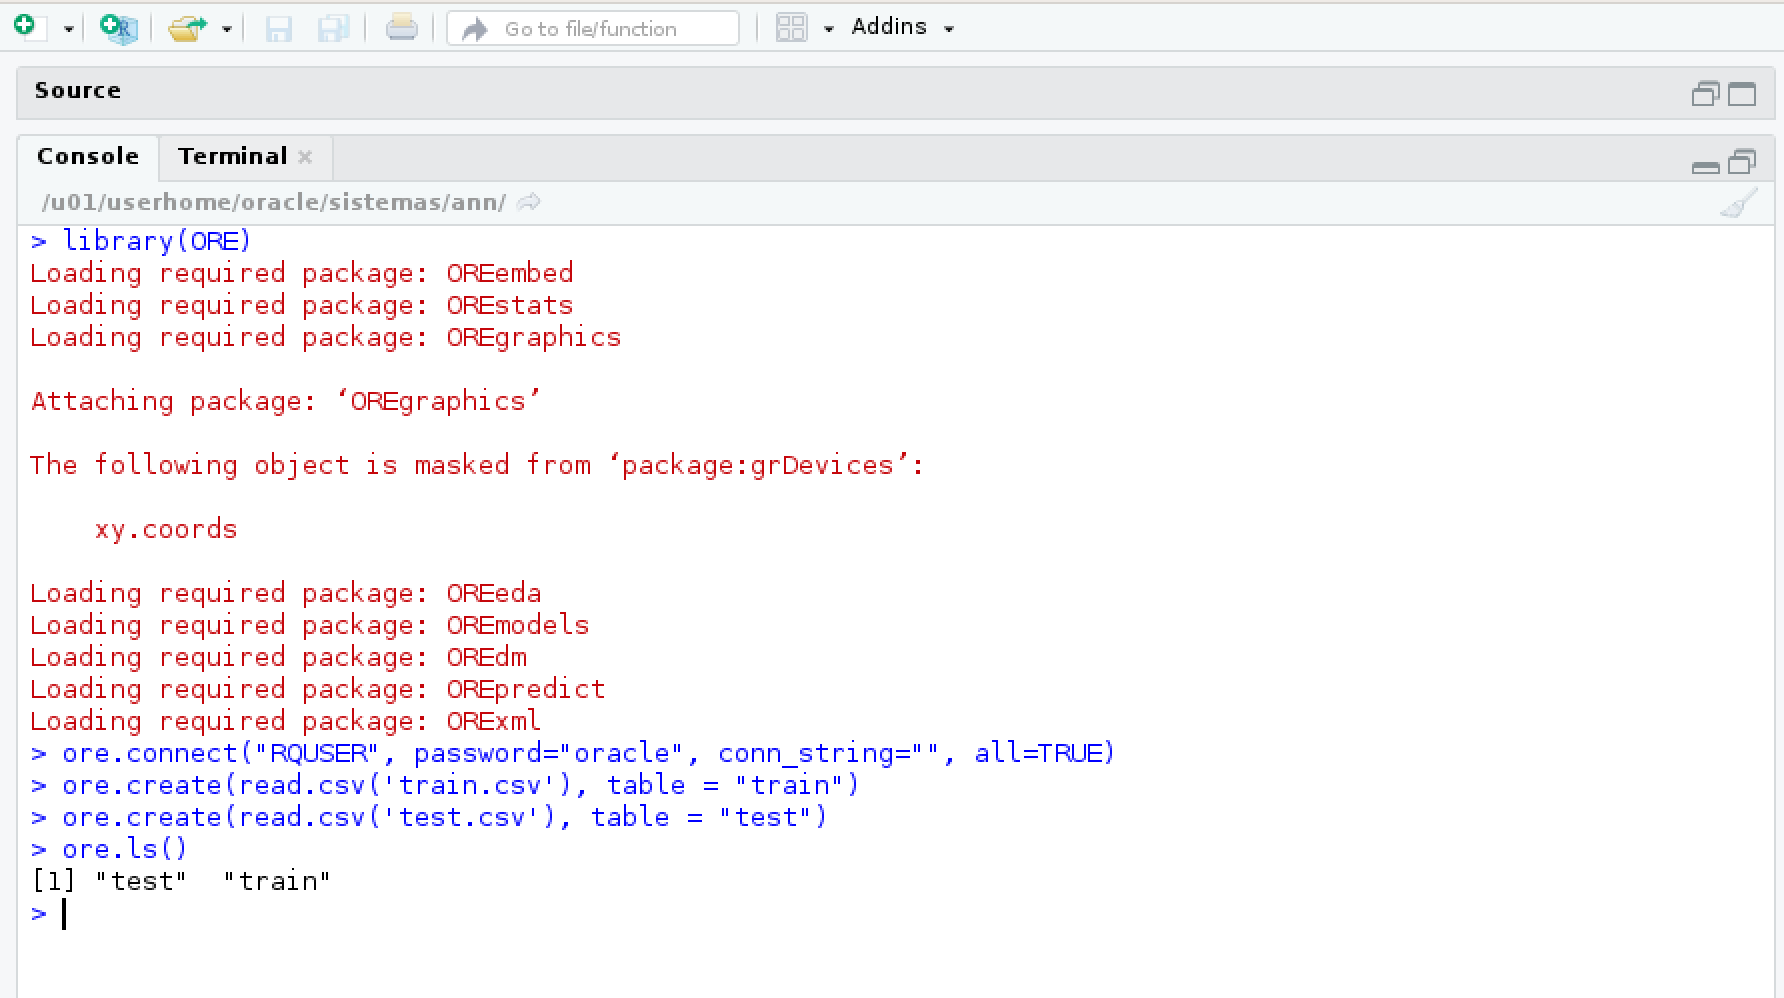 Go to file/function Addins
Source
Console Terminal
/u01/userhome/oracle/sistemas/ann/
> library(ORE)
Loading required package: OREembed
Loading required package: OREstats
Loading required package: OREgraphics
Attaching package: ‘OREgraphics’
The following object is masked from ‘package:grDevices’:
xy.coords
Loading required package: OREeda
Loading required package: OREmodels
Loading required package: OREdm
Loading required package: OREpredict
Loading required package: ORExml
> ore.connect("RQUSER", password="oracle", conn_string="", all=TRUE)
> ore.create(read.csv('train.csv'), table = "train")
> ore.create(read.csv('test.csv'), table = "test")
> ore.ls()
[1] "test"  "train"
>